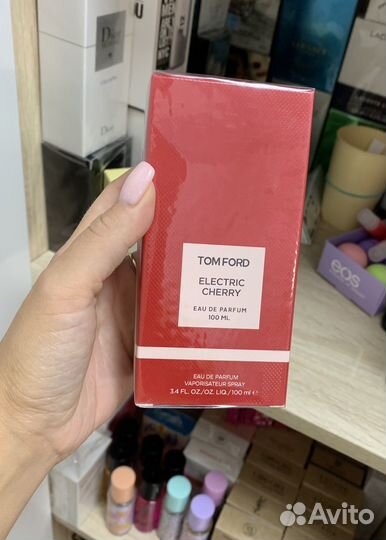 Dior
Dior
eos
TOM FORD
ELECTRIC
CHERRY
EAU DE PARFUM
100 ML
EAU DE PARFUM
VAPORISATEUR SPRAY
3.4 FL. OZ/OZ. LIQ./100 ml ℮
Avito